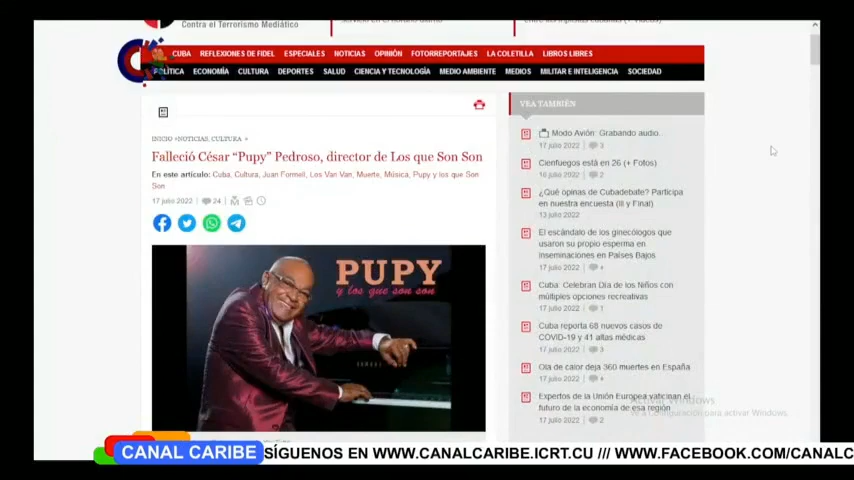 Contra el Terrorismo Mediático
CUBA REFLEXIONES DE FIDEL ESPECIALES NOTICIAS OPINIÓN FOTORREPORTAJES LA COLETILLA LIBROS LIBRES
POLÍTICA ECONOMÍA CULTURA DEPORTES SALUD CIENCIA Y TECNOLOGÍA MEDIO AMBIENTE MEDIOS MILITAR E INTELIGENCIA SOCIEDAD
INICIO »NOTICIAS, CULTURA »
Falleció César “Pupy” Pedroso, director de Los que Son Son
En este artículo: Cuba, Cultura, Juan Formell, Los Van Van, Muerte, Música, Pupy y los que Son
Son
17 julio 2022 | 24 |
PUPY
y los que son son
VEA TAMBIÉN
Modo Avión: Grabando audio.
17 julio 2022 | 3
Cienfuegos está en 26 (+ Fotos)
16 julio 2022 | 2
¿Qué opinas de Cubadebate? Participa
en nuestra encuesta (II y Final)
13 julio 2022
El escándalo de los ginecólogos que
usaron su propio esperma en
inseminaciones en Países Bajos
17 julio 2022 | +
Cuba: Celebran Día de los Niños con
múltiples opciones recreativas
17 julio 2022 | 1
Cuba reporta 68 nuevos casos de
COVID-19 y 41 altas médicas
17 julio 2022 | 3
Ola de calor deja 360 muertes en España
17 julio 2022 | +
Expertos de la Unión Europea vaticinan el
futuro de la economía de esa región
17 julio 2022 | 2
Activar Windows
Ve a Configuración para activar Windows.
CANAL CARIBE SÍGUENOS EN WWW.CANALCARIBE.ICRT.CU /// WWW.FACEBOOK.COM/CANALC